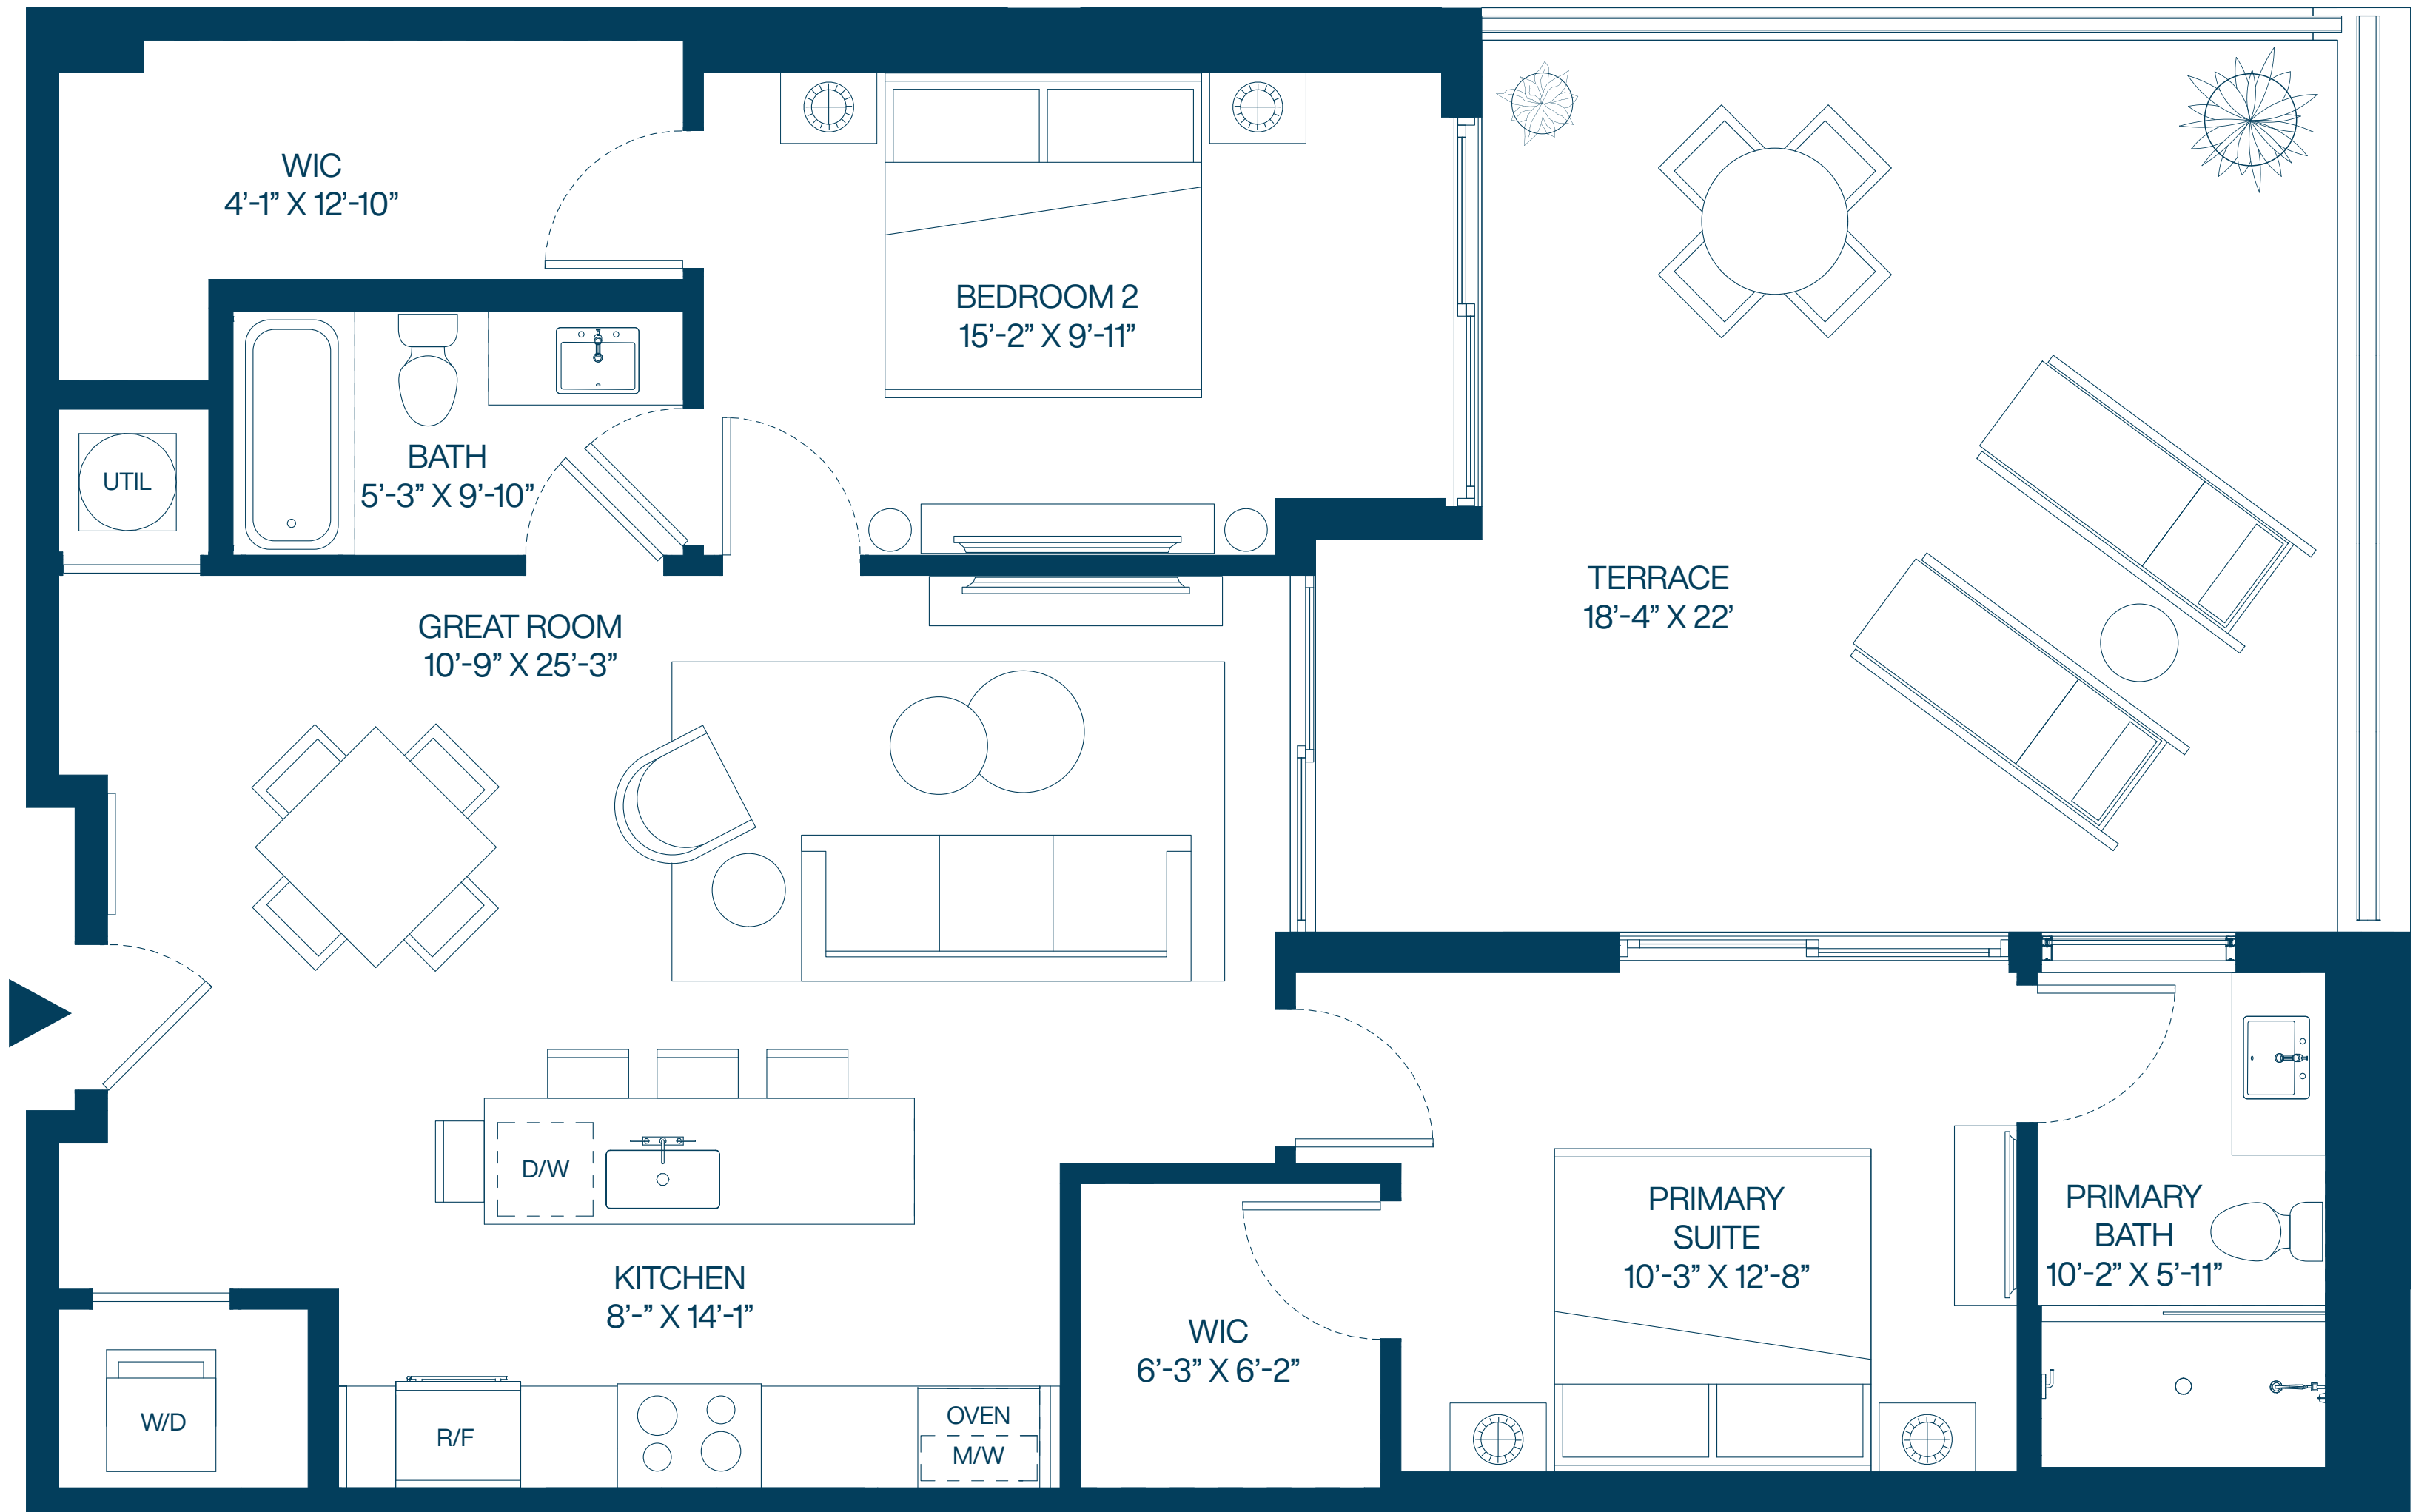 WIC
4’-1” X 12’-10”
BEDROOM 2
15’-2” X 9’-11”
BATH
5’-3” X 9’-10”
UTIL
TERRACE
18’-4” X 22’
GREAT ROOM
10’-9” X 25’-3”
D/W
KITCHEN
8’-” X 14’-1”
W/D
R/F
OVEN
M/W
WIC
6’-3” X 6’-2”
PRIMARY
SUITE
10’-3” X 12’-8”
PRIMARY
BATH
10’-2” X 5’-11”